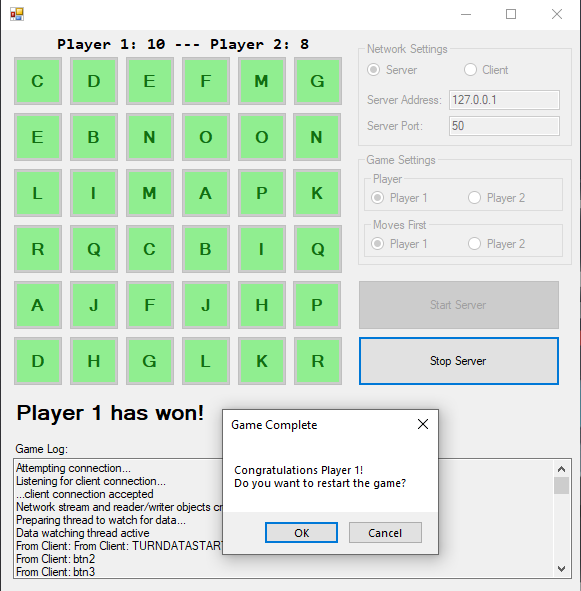 Player 1: 10 --- Player 2: 8
C D E F M G
E B N O O N
L I M A P K
R Q C B I Q
A J F J H P
D H G L K R
Network Settings
Server Client
Server Address: 127.0.0.1
Server Port: 50
Game Settings
Player
Player 1 Player 2
Moves First
Player 1 Player 2
Start Server
Stop Server
Player 1 has won!
Game Log:
Attempting connection...
Listening for client connection...
...client connection accepted
Network stream and reader/writer objects
Preparing thread to watch for data...
Data watching thread active
From Client: From Client: TURNDATASTART
From Client: btn2
From Client: btn3
Game Complete
Congratulations Player 1!
Do you want to restart the game?
OK Cancel